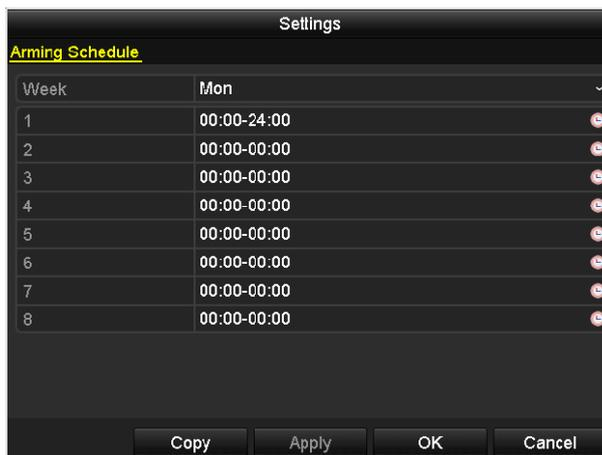 Settings
Arming Schedule
Week Mon
1 00:00-24:00
2 00:00-00:00
3 00:00-00:00
4 00:00-00:00
5 00:00-00:00
6 00:00-00:00
7 00:00-00:00
8 00:00-00:00
Copy Apply OK Cancel